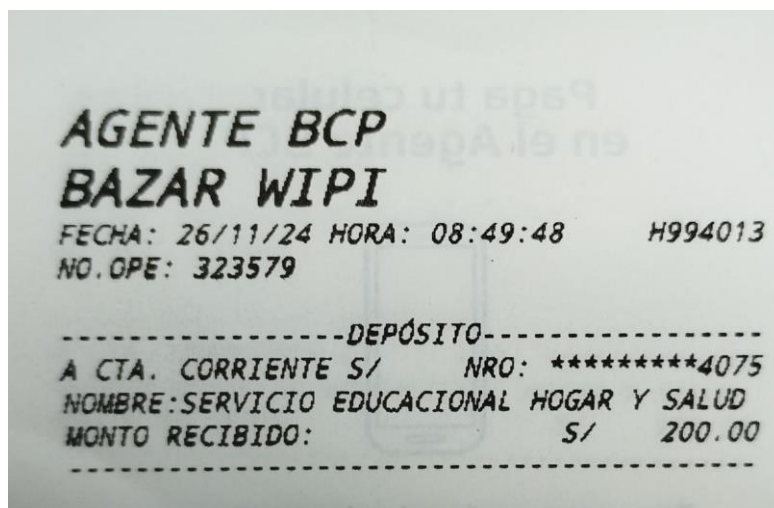 AGENTE BCP
BAZAR WIPI
FECHA: 26/11/24 HORA: 08:49:48 H994013
NO.OPE: 323579
------------------DEPÓSITO------------------
A CTA. CORRIENTE S/ NRO: *********4075
NOMBRE:SERVICIO EDUCACIONAL HOGAR Y SALUD
MONTO RECIBIDO: S/ 200.00
--------------------------------------------